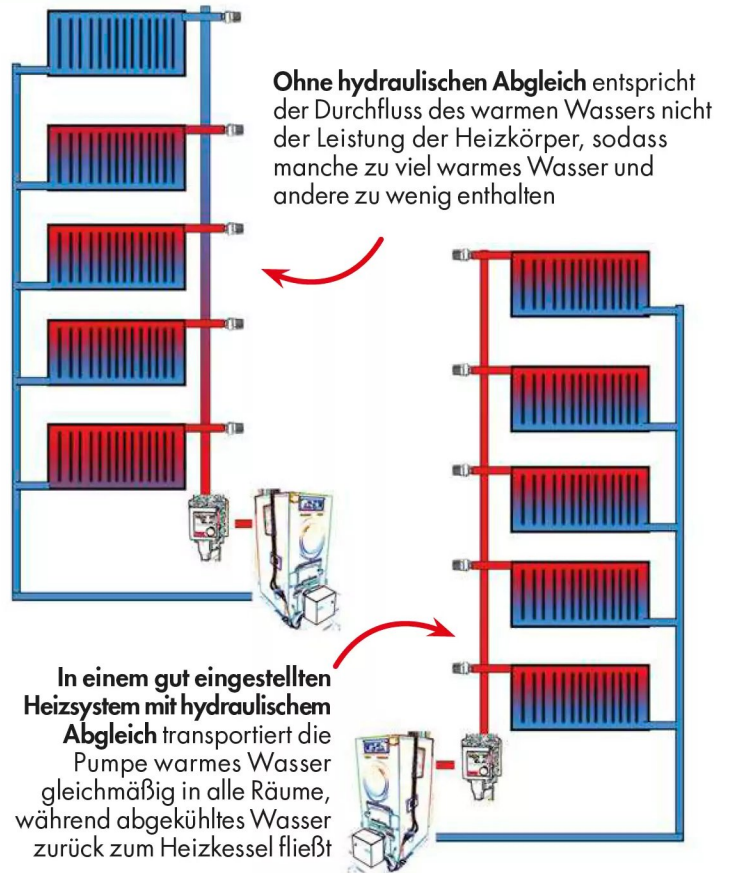 Ohne hydraulischen Abgleich entspricht
der Durchfluss des warmen Wassers nicht
der Leistung der Heizkörper, sodass
manche zu viel warmes Wasser und
andere zu wenig enthalten
In einem gut eingestellten
Heizsystem mit hydraulischem
Abgleich transportiert die
Pumpe warmes Wasser
gleichmäßig in alle Räume,
während abgekühltes Wasser
zurück zum Heizkessel fließt